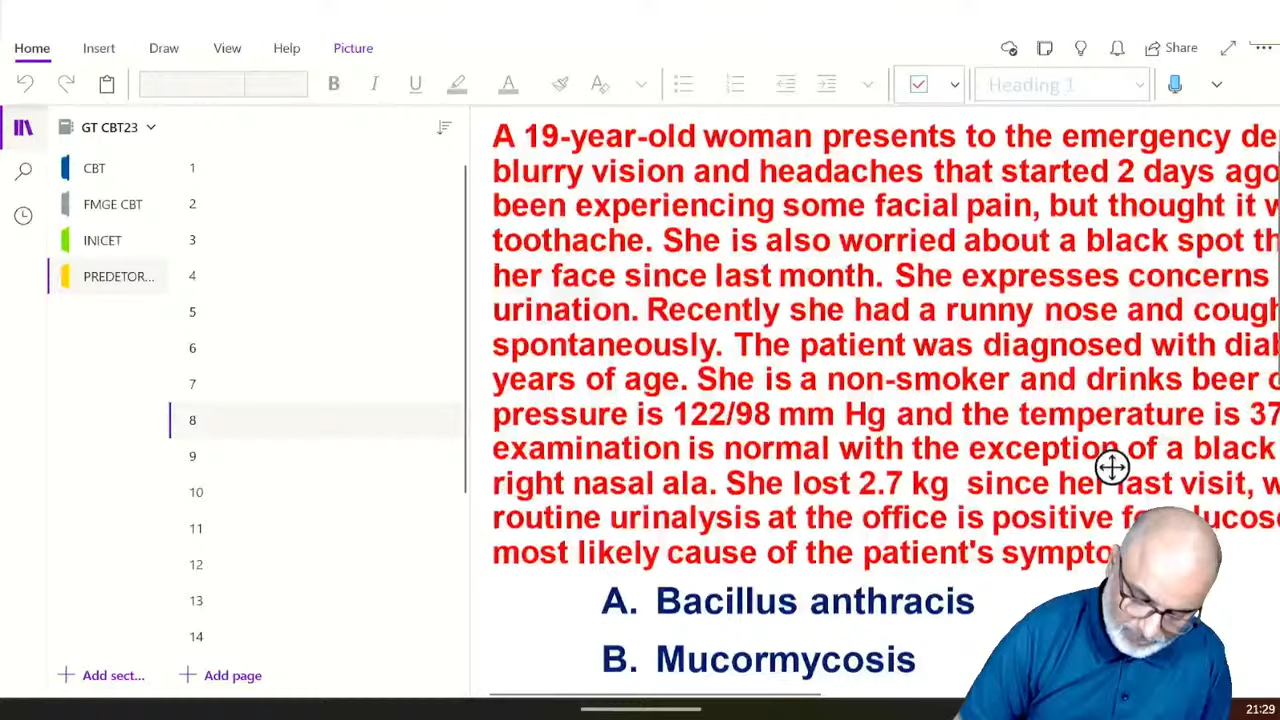 Home Insert Draw View Help Picture Share
B I U A Heading 1
GT CBT23
CBT
FMGE CBT
INICET
PREDETOR...
1
2
3
4
5
6
7
8
9
10
11
12
13
14
Add sect... Add page
A 19-year-old woman presents to the emergency de
blurry vision and headaches that started 2 days ago
been experiencing some facial pain, but thought it
toothache. She is also worried about a black spot th
her face since last month. She expresses concerns
urination. Recently she had a runny nose and cough
spontaneously. The patient was diagnosed with diab
years of age. She is a non-smoker and drinks beer
pressure is 122/98 mm Hg and the temperature is 37
examination is normal with the exception of a black
right nasal ala. She lost 2.7 kg since her last visit,
routine urinalysis at the office is positive
most likely cause of the patient's sympto
A. Bacillus anthracis
B. Mucormycosis
21:29